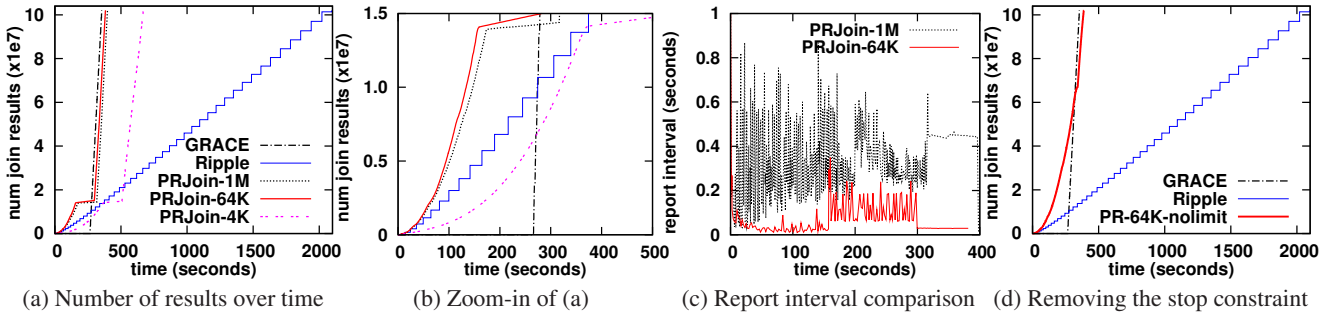 num join results (x1e7)
10
8
6
4
2
0
0
500
1000
1500
2000
time (seconds)
GRACE
Ripple
PRJoin-1M
PRJoin-64K
PRJoin-4K
(a) Number of results over time
num join results (x1e7)
1.5
1.0
0.5
0.0
0
100
200
300
400
500
time (seconds)
(b) Zoom-in of (a)
report interval (seconds)
1
0.8
0.6
0.4
0.2
0
0
100
200
300
400
time (seconds)
PRJoin-1M
PRJoin-64K
(c) Report interval comparison
num join results (x1e7)
10
8
6
4
2
0
0
500
1000
1500
2000
time (seconds)
GRACE
Ripple
PR-64K-nolimit
(d) Removing the stop constraint